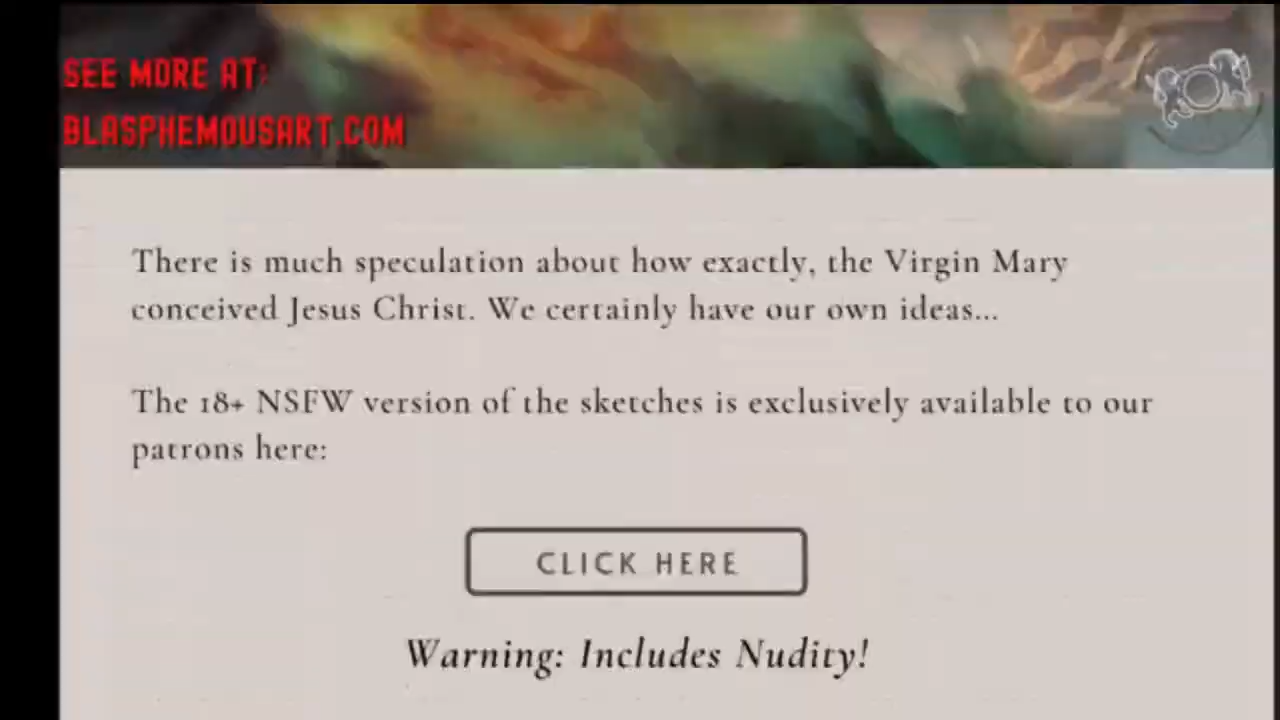 SEE MORE AT:
BLASPHEMOUSART.COM
There is much speculation about how exactly, the Virgin Mary
conceived Jesus Christ. We certainly have our own ideas...
The 18+ NSFW version of the sketches is exclusively available to our
patrons here:
CLICK HERE
Warning: Includes Nudity!